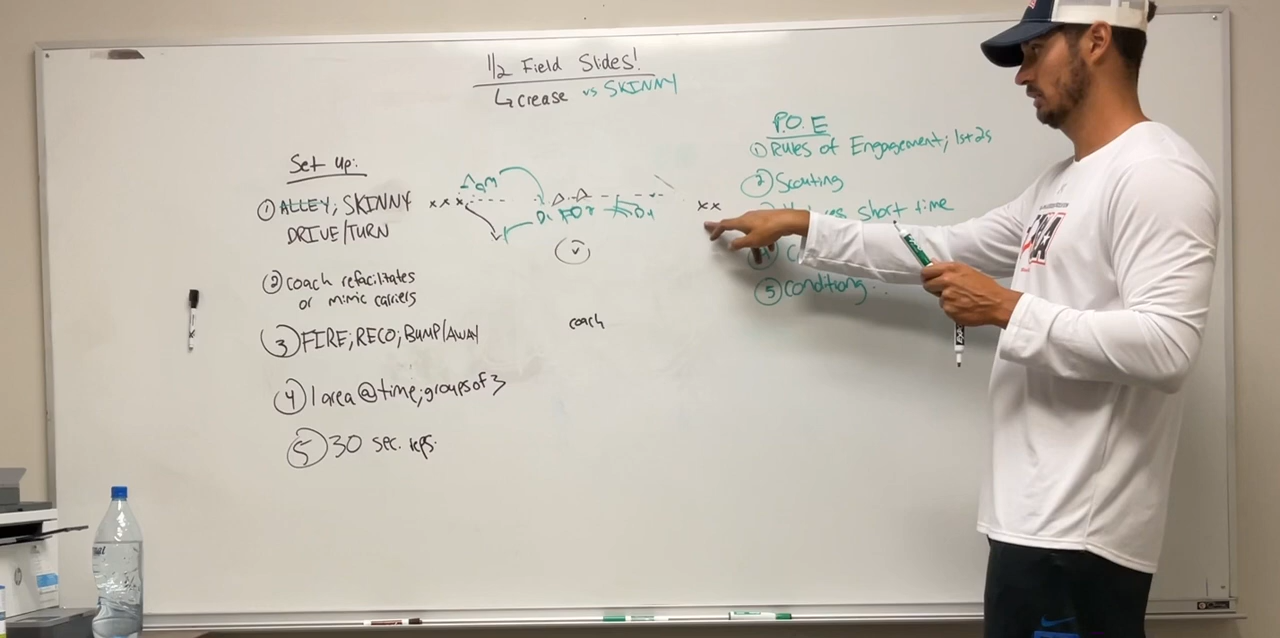 1/2 Field Slides!
↳ crease vs SKINNY
Set up:
① ALLEY, SKINNY
DRIVE/TURN
② coach refacilitates
or mimic carriers
③ FIRE; RECO; BUMP/AWAY
④ 1 area @ time; groups of 3
⑤ 30 sec. reps.
x x x
x x
coach
P.O.E
① Rules of Engagement; 1st + 2s
② Scouting
short time
⑤ Conditiong...